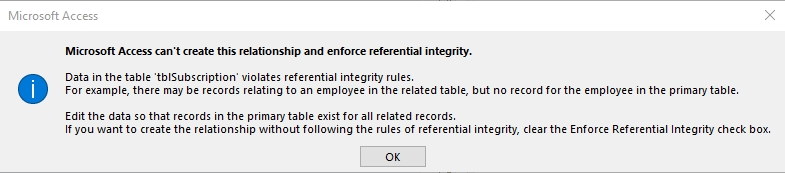 Microsoft Access
Microsoft Access can't create this relationship and enforce referential integrity.
Data in the table 'tblSubscription' violates referential integrity rules.
For example, there may be records relating to an employee in the related table, but no record for the employee in the primary table.
Edit the data so that records in the primary table exist for all related records.
If you want to create the relationship without following the rules of referential integrity, clear the Enforce Referential Integrity check box.
OK